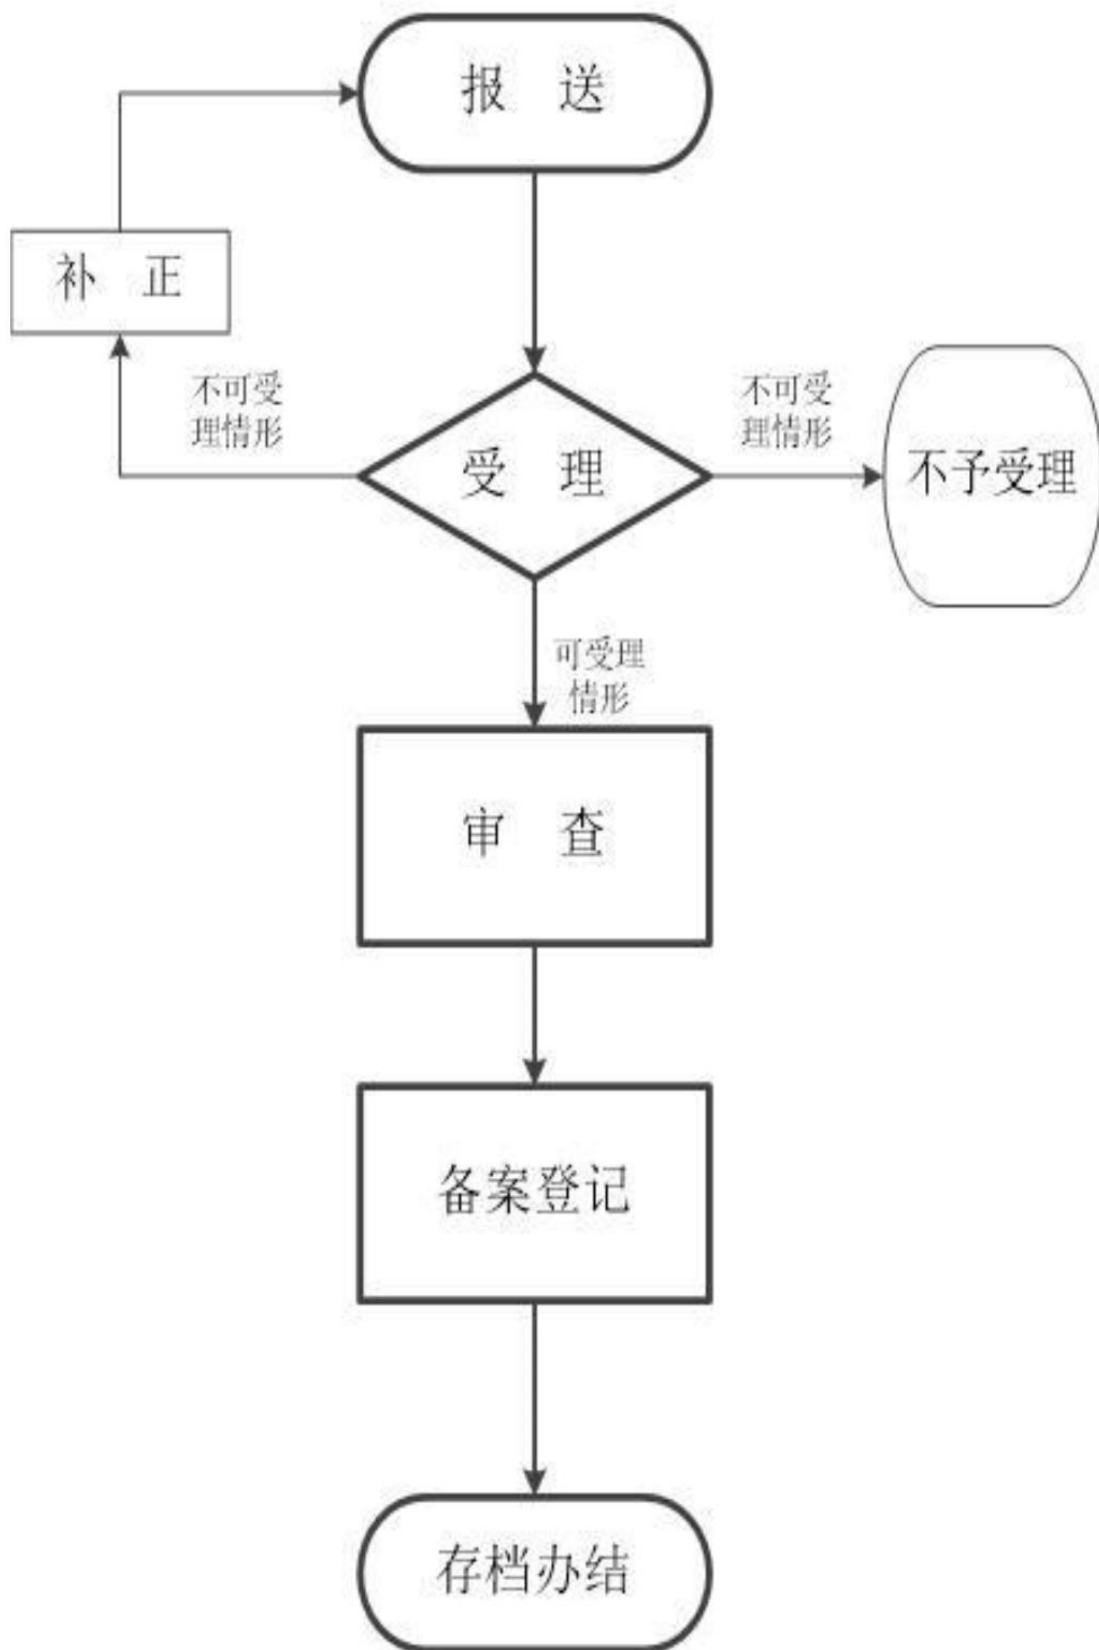 报 送
补 正
不可受
理情形
不可受
理情形
受 理
不予受理
可受理
情形
审 查
备案登记
存档办结